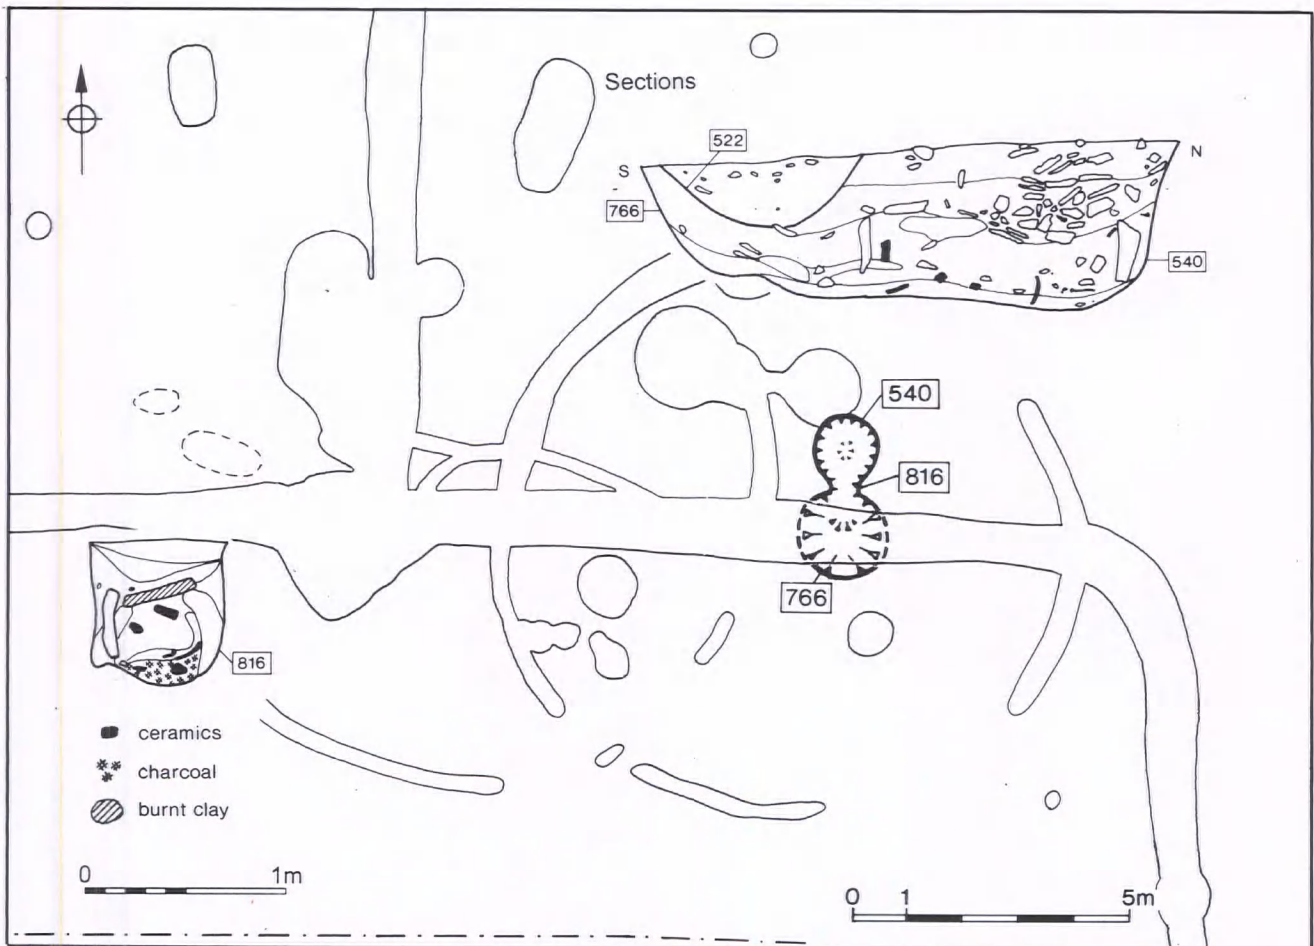 Sections
522
S
N
766
540
540
816
766
816
ceramics
charcoal
burnt clay
0 1m
0 1 5m